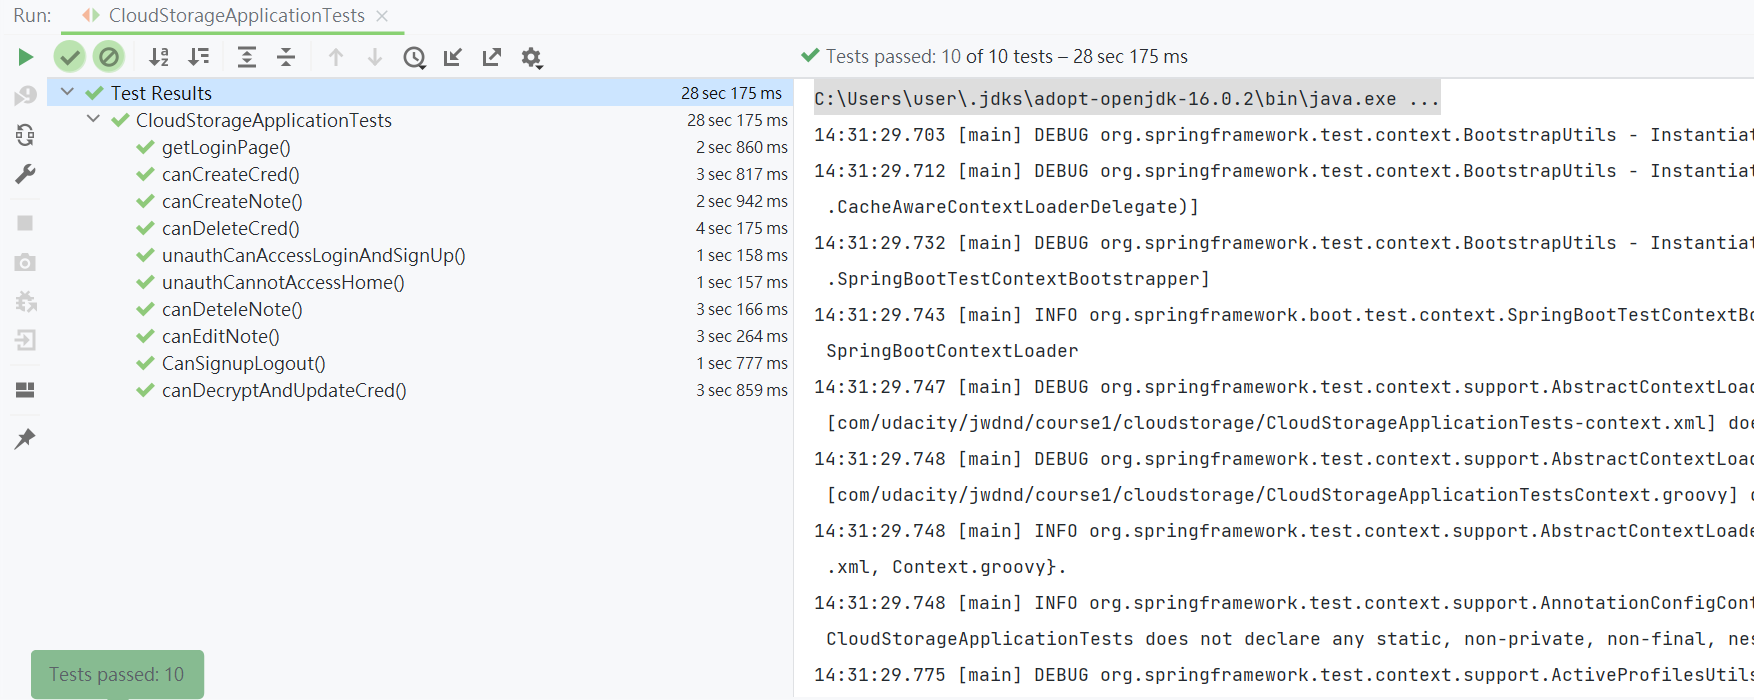 Run: CloudStorageApplicationTests
Tests passed: 10 of 10 tests – 28 sec 175 ms
Test Results 28 sec 175 ms
CloudStorageApplicationTests 28 sec 175 ms
getLoginPage() 2 sec 860 ms
canCreateCred() 3 sec 817 ms
canCreateNote() 2 sec 942 ms
canDeleteCred() 4 sec 175 ms
unauthCanAccessLoginAndSignUp() 1 sec 158 ms
unauthCannotAccessHome() 1 sec 157 ms
canDeteleNote() 3 sec 166 ms
canEditNote() 3 sec 264 ms
CanSignupLogout() 1 sec 777 ms
canDecryptAndUpdateCred() 3 sec 859 ms
Tests passed: 10
C:\Users\user\.jdks\adopt-openjdk-16.0.2\bin\java.exe ...
14:31:29.703 [main] DEBUG org.springframework.test.context.BootstrapUtils - Instantiat
14:31:29.712 [main] DEBUG org.springframework.test.context.BootstrapUtils - Instantiat
.CacheAwareContextLoaderDelegate)]
14:31:29.732 [main] DEBUG org.springframework.test.context.BootstrapUtils - Instantiat
.SpringBootTestContextBootstrapper]
14:31:29.743 [main] INFO org.springframework.boot.test.context.SpringBootTestContextBo
SpringBootContextLoader
14:31:29.747 [main] DEBUG org.springframework.test.context.support.AbstractContextLoad
[com/udacity/jwdnd/course1/cloudstorage/CloudStorageApplicationTests-context.xml] doe
14:31:29.748 [main] DEBUG org.springframework.test.context.support.AbstractContextLoad
[com/udacity/jwdnd/course1/cloudstorage/CloudStorageApplicationTestsContext.groovy] d
14:31:29.748 [main] INFO org.springframework.test.context.support.AbstractContextLoade
.xml, Context.groovy}.
14:31:29.748 [main] INFO org.springframework.test.context.support.AnnotationConfigCont
CloudStorageApplicationTests does not declare any static, non-private, non-final, nes
14:31:29.775 [main] DEBUG org.springframework.test.context.support.ActiveProfilesUtils